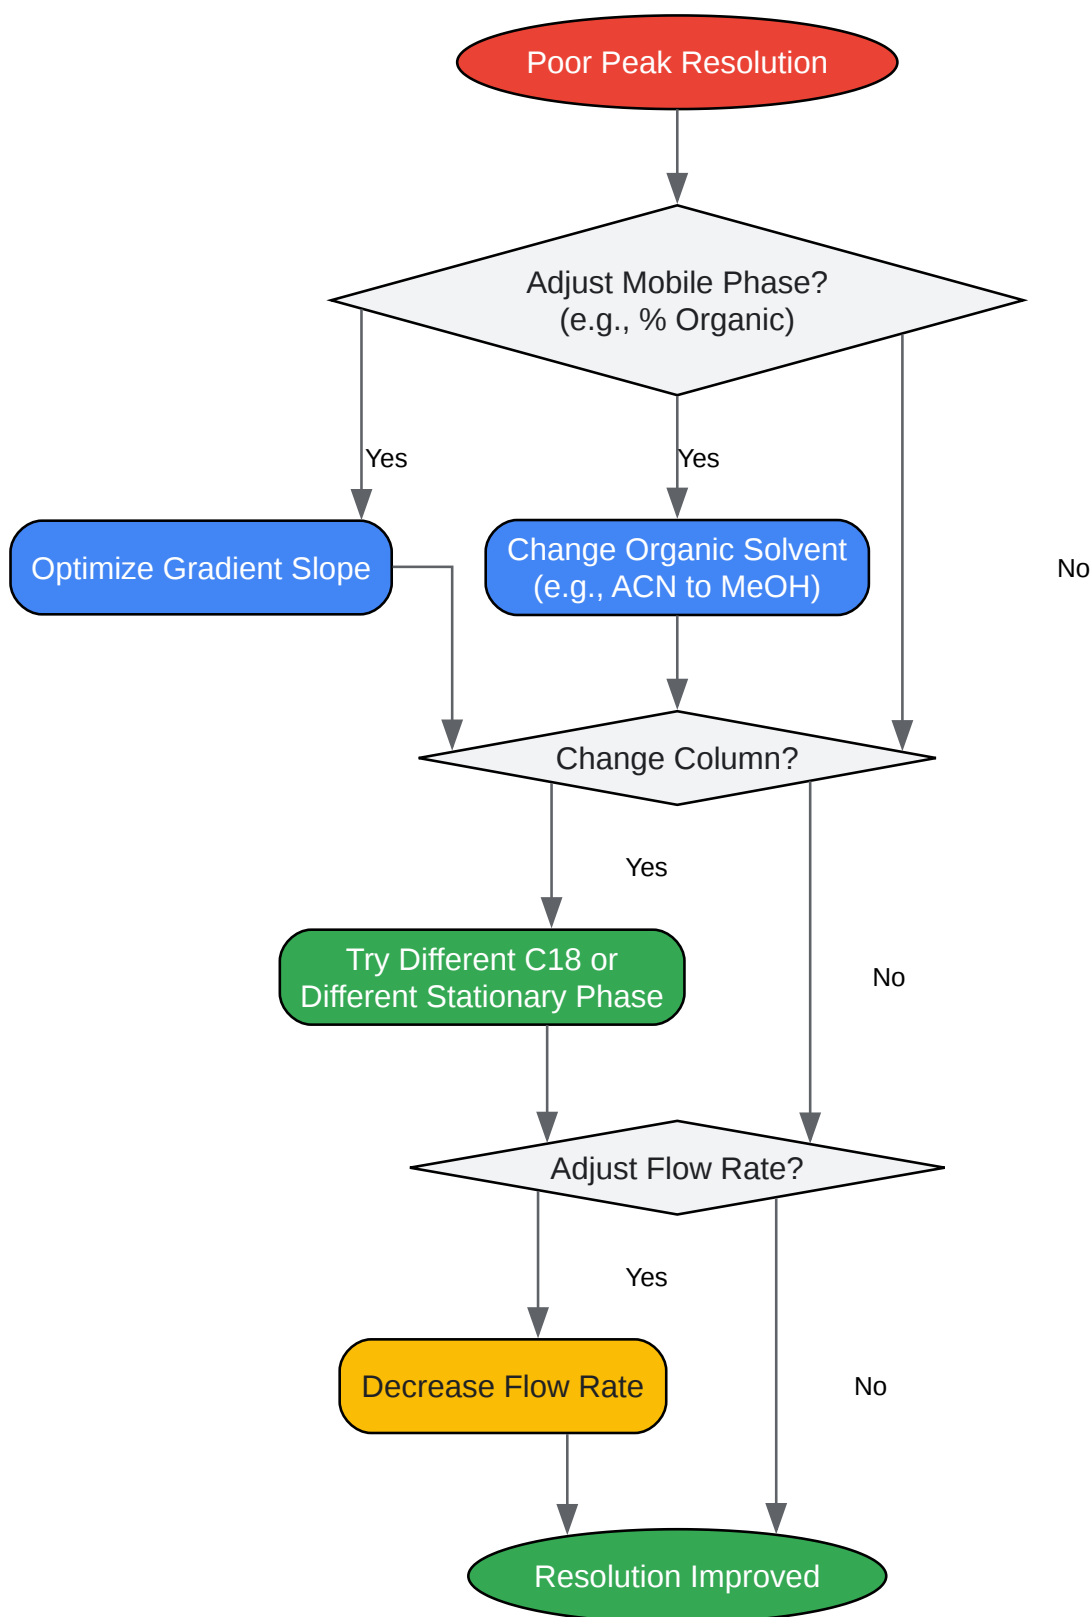 Poor Peak Resolution
Adjust Mobile Phase?
(e.g., % Organic)
Yes
Yes
Optimize Gradient Slope
Change Organic Solvent
(e.g., ACN to MeOH)
No
Change Column?
Yes
Try Different C18 or
Different Stationary Phase
No
Adjust Flow Rate?
Yes
Decrease Flow Rate
No
Resolution Improved